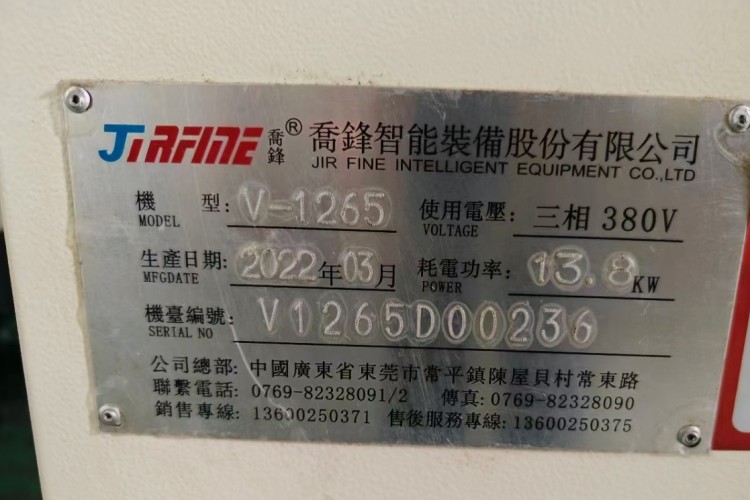 JIRFINE 喬鋒 ® 喬鋒智能裝備股份有限公司
JIR FINE INTELLIGENT EQUIPMENT CO.,LTD
機型: V-1265 使用電壓: 三相 380V
MODEL VOLTAGE
生產日期: 2022年03月 耗電功率: 13.8 KW
MFGDATE POWER
機臺編號: V1265D00236
SERIAL NO
公司總部: 中國廣東省東莞市常平鎮陳屋貝村常東路
聯繫電話: 0769-82328091/2 傳真: 0769-82328090
銷售專線: 13600250371 售後服務專線: 13600250375